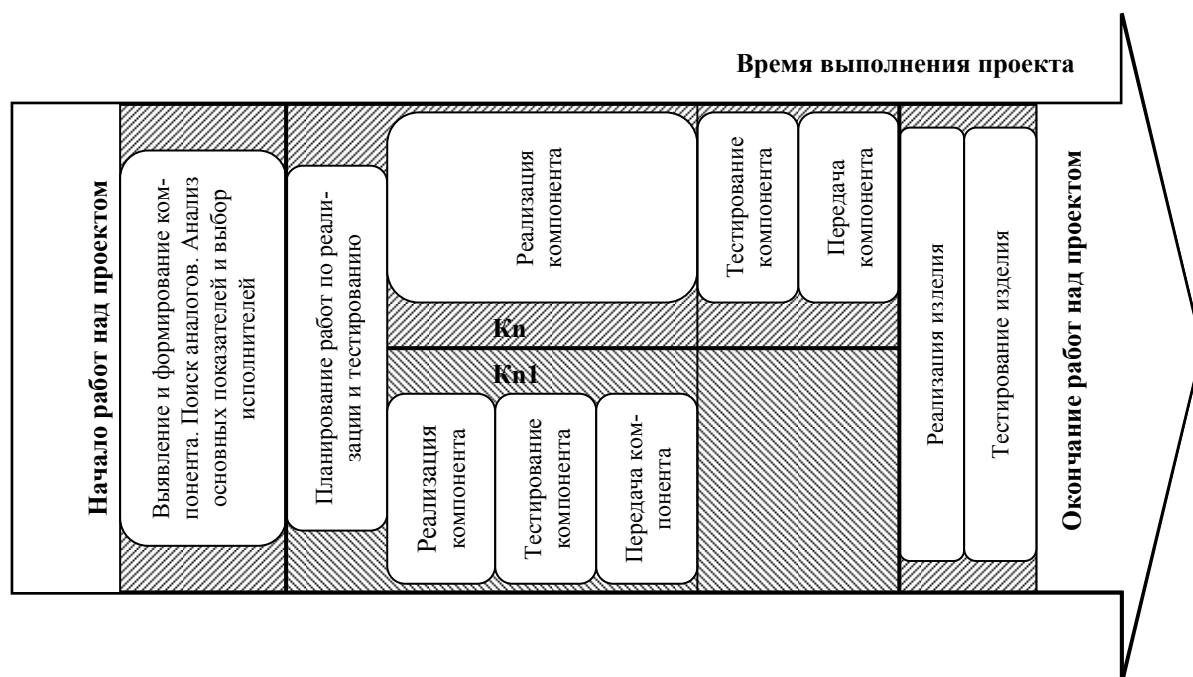 Время выполнения проекта
Начало работ над проектом
Выявление и формирование ком-
понента. Поиск аналогов. Анализ
основных показателей и выбор
исполнителей
Планирование работ по реали-
зации и тестированию
Реализация
компонента
Тестирование
компонента
Передача
компонента
Кn
Кn1
Реализация
компонента
Тестирование
компонента
Передача ком-
понента
Реализация изделия
Тестирование изделия
Окончание работ над проектом